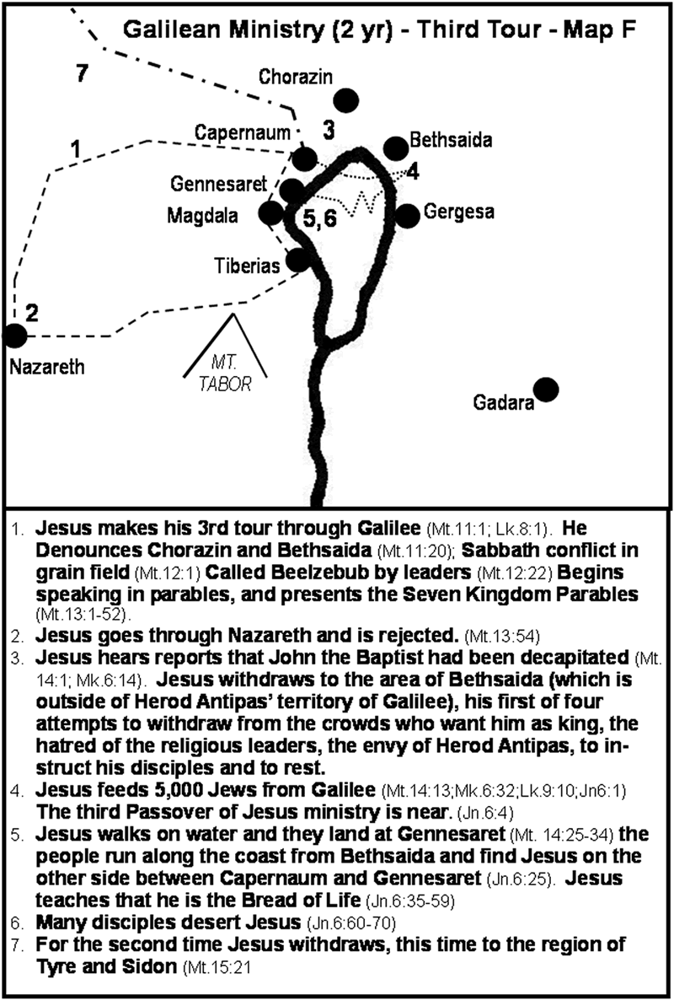 Galilean Ministry (2 yr) - Third Tour - Map F
7
Chorazin
Capernaum
3
1
Bethsaida
4
Gennesaret
Magdala
5,6
Gergesa
Tiberias
2
Nazareth
MT.
TABOR
Gadara
1. Jesus makes his 3rd tour through Galilee (Mt.11:1; Lk.8:1). He
Denounces Chorazin and Bethsaida (Mt.11:20); Sabbath conflict in
grain field (Mt.12:1) Called Beelzebub by leaders (Mt.12:22) Begins
speaking in parables, and presents the Seven Kingdom Parables
(Mt.13:1-52).
2. Jesus goes through Nazareth and is rejected. (Mt.13:54)
3. Jesus hears reports that John the Baptist had been decapitated (Mt.
14:1; Mk.6:14). Jesus withdraws to the area of Bethsaida (which is
outside of Herod Antipas' territory of Galilee), his first of four
attempts to withdraw from the crowds who want him as king, the
hatred of the religious leaders, the envy of Herod Antipas, to in-
struct his disciples and to rest.
4. Jesus feeds 5,000 Jews from Galilee (Mt.14:13;Mk.6:32;Lk.9:10;Jn6:1)
The third Passover of Jesus ministry is near. (Jn.6:4)
5. Jesus walks on water and they land at Gennesaret (Mt. 14:25-34) the
people run along the coast from Bethsaida and find Jesus on the
other side between Capernaum and Gennesaret (Jn.6:25). Jesus
teaches that he is the Bread of Life (Jn.6:35-59)
6. Many disciples desert Jesus (Jn.6:60-70)
7. For the second time Jesus withdraws, this time to the region of
Tyre and Sidon (Mt.15:21